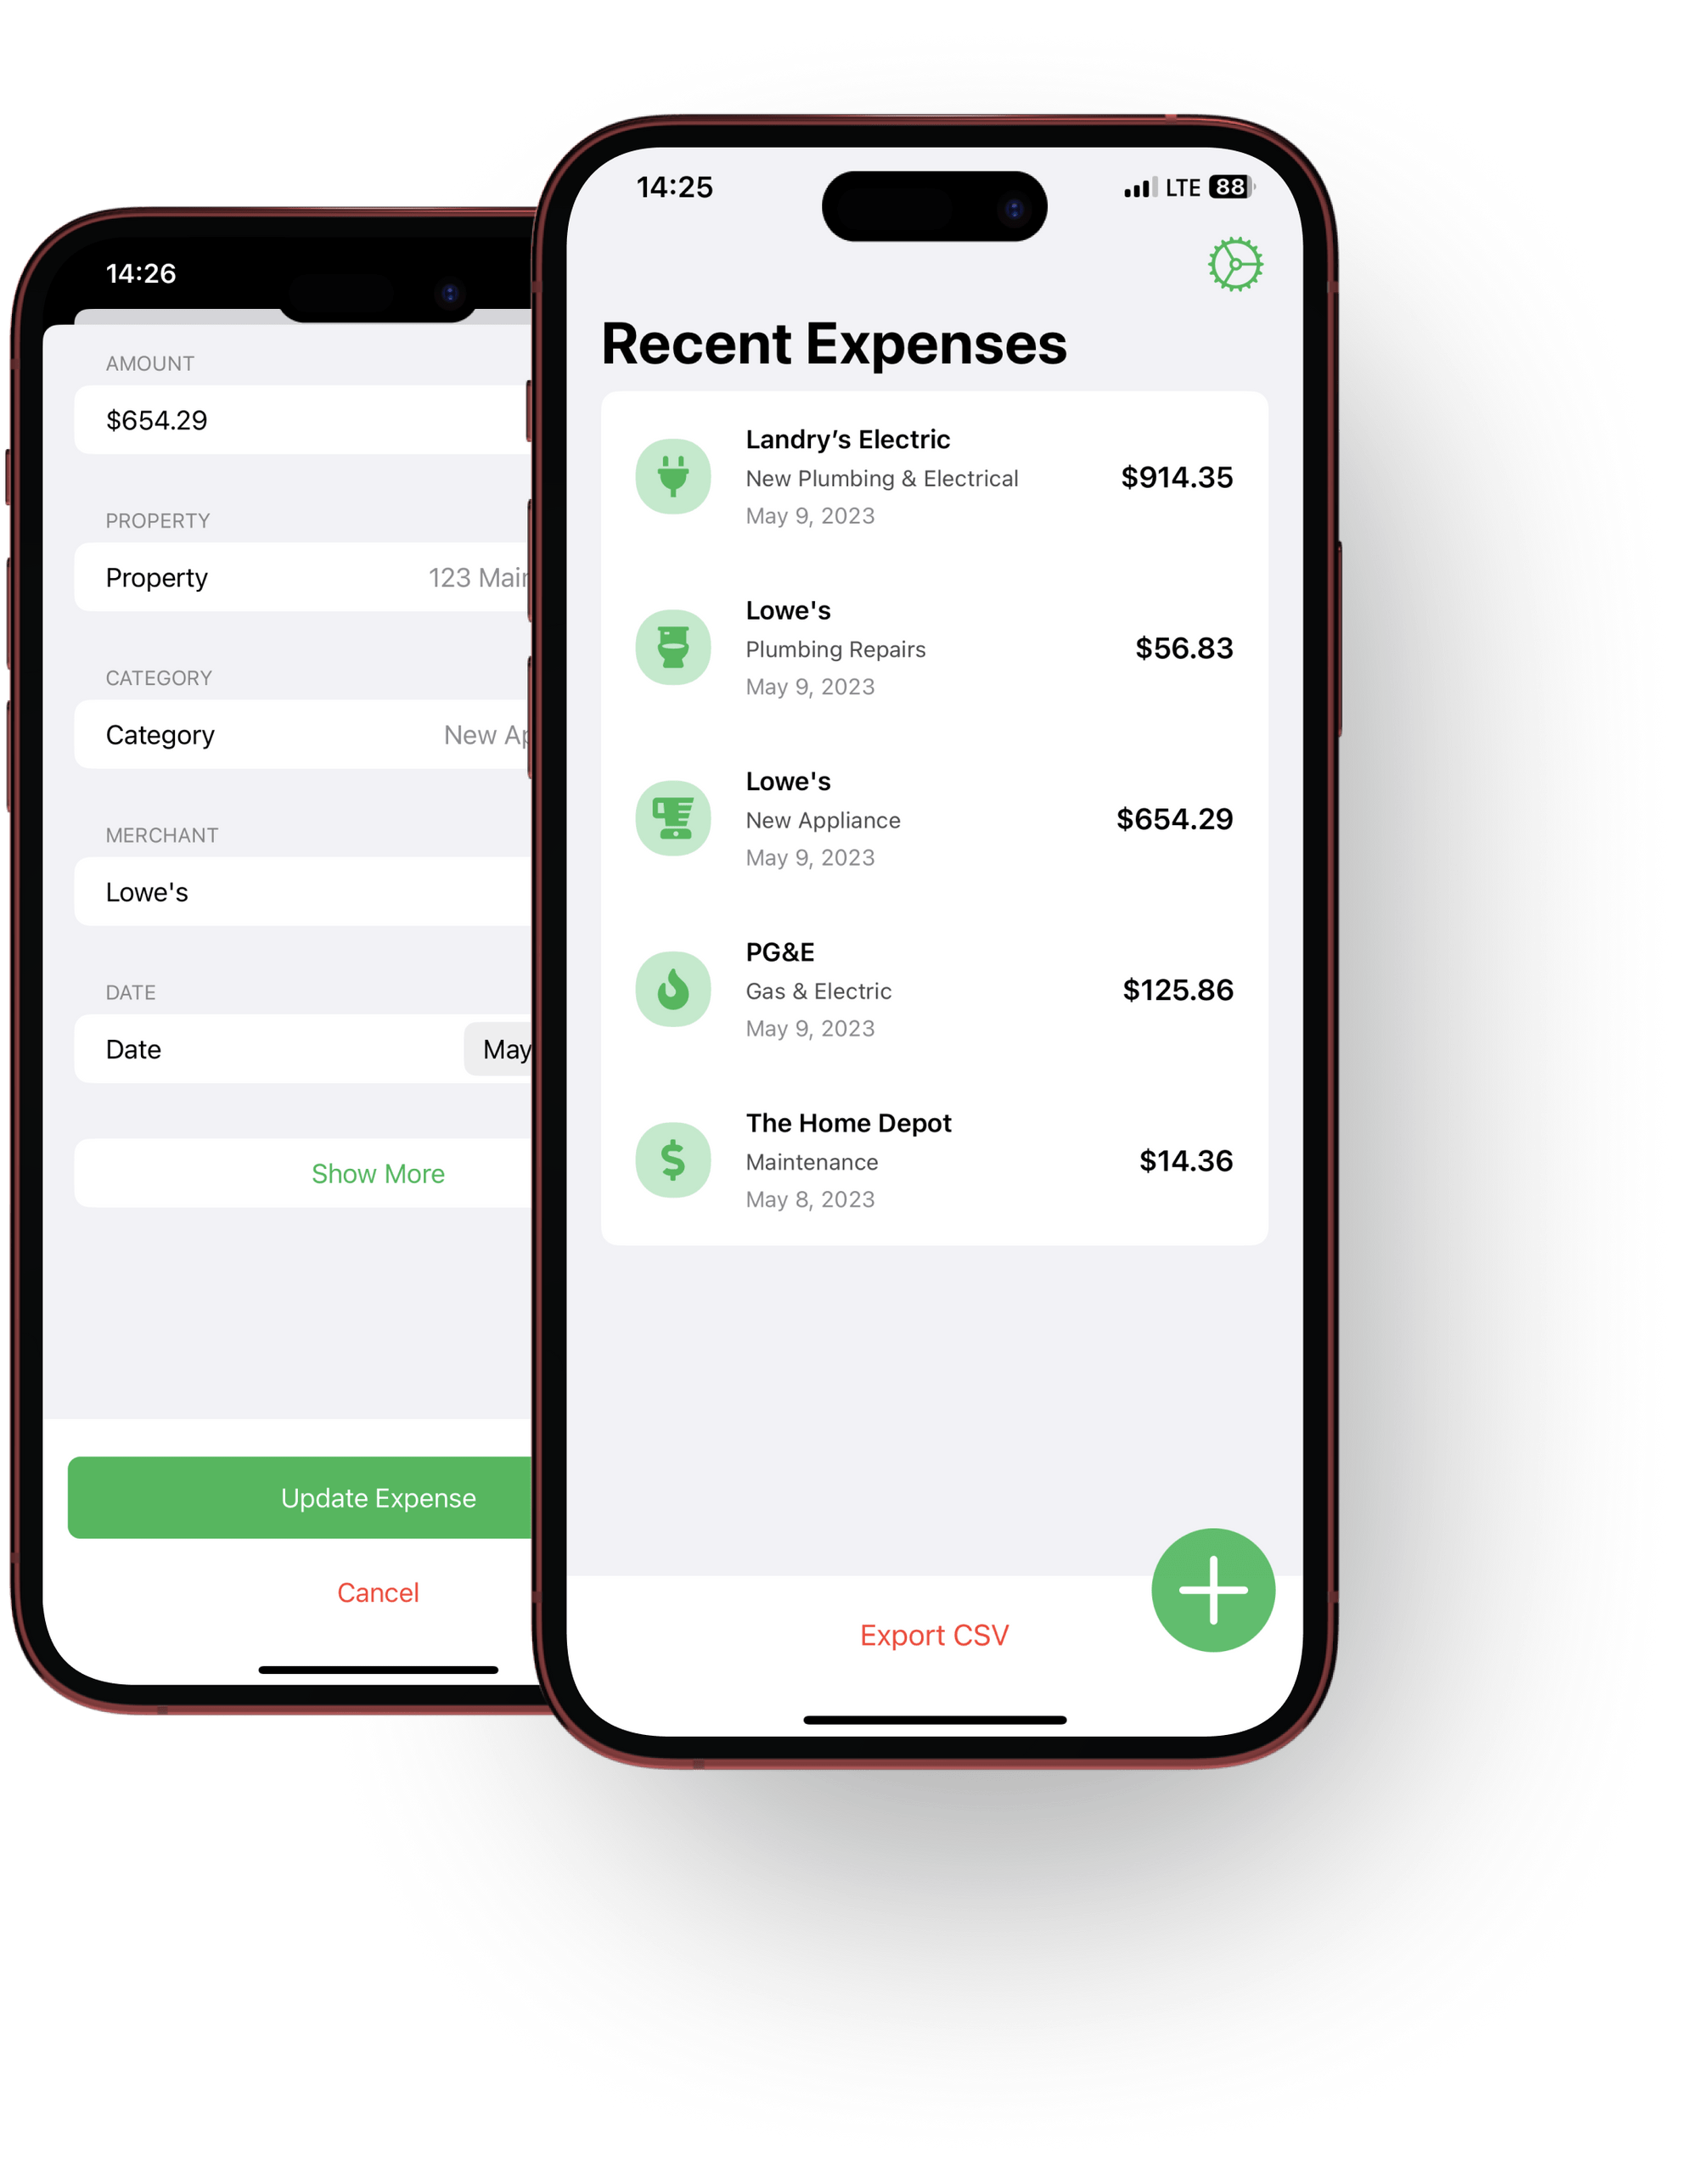 14:26
AMOUNT
$654.29
PROPERTY
Property 123
CATEGORY
Category New
MERCHANT
Lowe's
DATE
Date May
Show More
Update Expense
Cancel
14:25 LTE 88
Recent Expenses
Landry’s Electric
New Plumbing & Electrical
$914.35
May 9, 2023
Lowe's
Plumbing Repairs
$56.83
May 9, 2023
Lowe's
New Appliance
$654.29
May 9, 2023
PG&E
Gas & Electric
$125.86
May 9, 2023
The Home Depot
Maintenance
$14.36
May 8, 2023
Export CSV